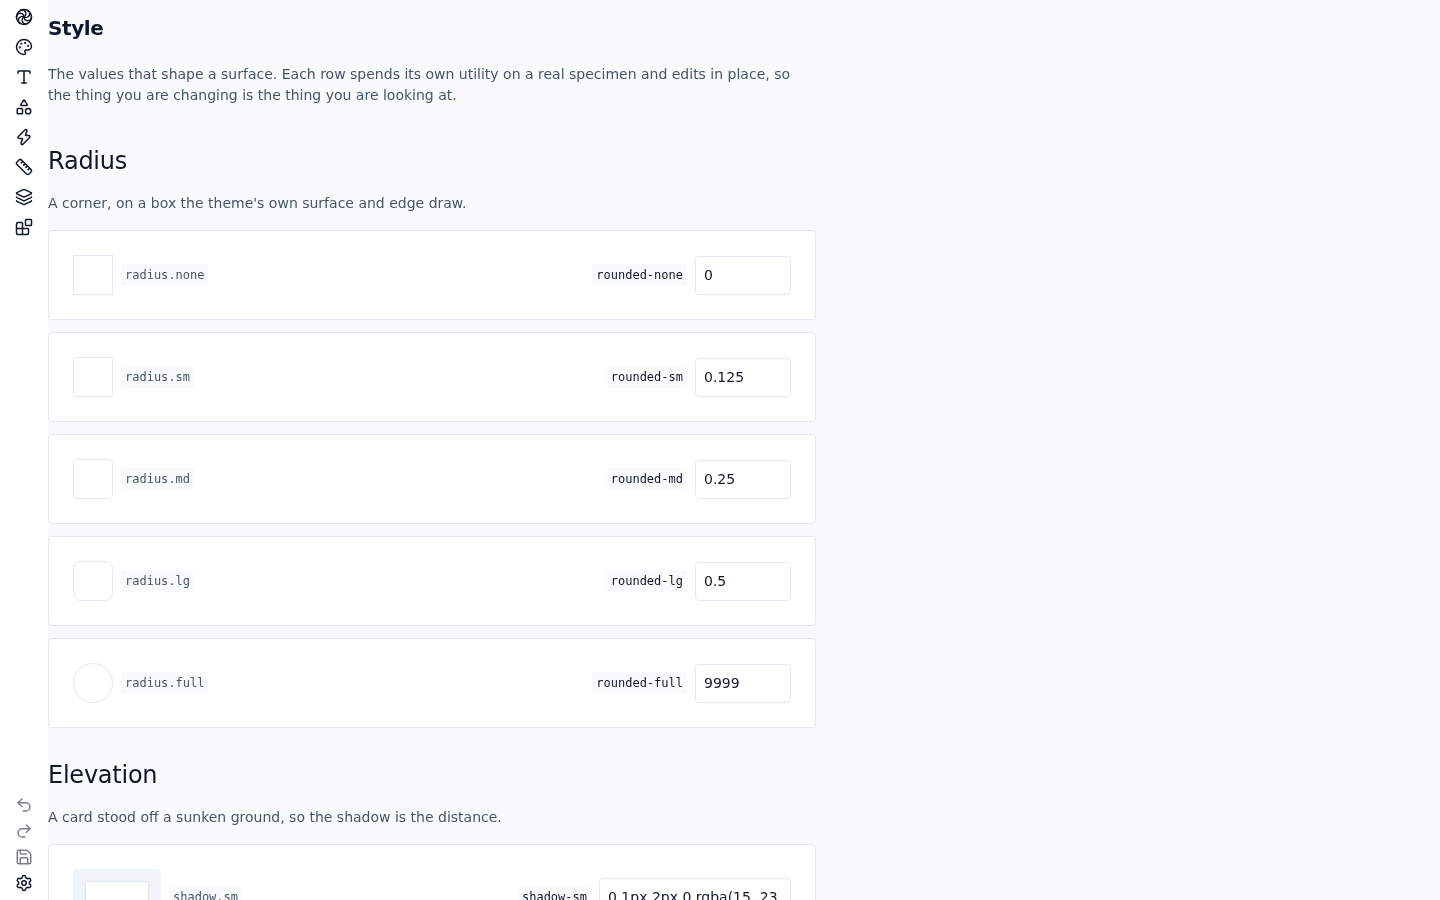 Style
The values that shape a surface. Each row spends its own utility on a real specimen and edits in place, so
the thing you are changing is the thing you are looking at.
Radius
A corner, on a box the theme's own surface and edge draw.
radius.none rounded-none 0
radius.sm rounded-sm 0.125
radius.md rounded-md 0.25
radius.lg rounded-lg 0.5
radius.full rounded-full 9999
Elevation
A card stood off a sunken ground, so the shadow is the distance.
shadow.sm shadow-sm 0 1px 2px 0 rgba(15, 23